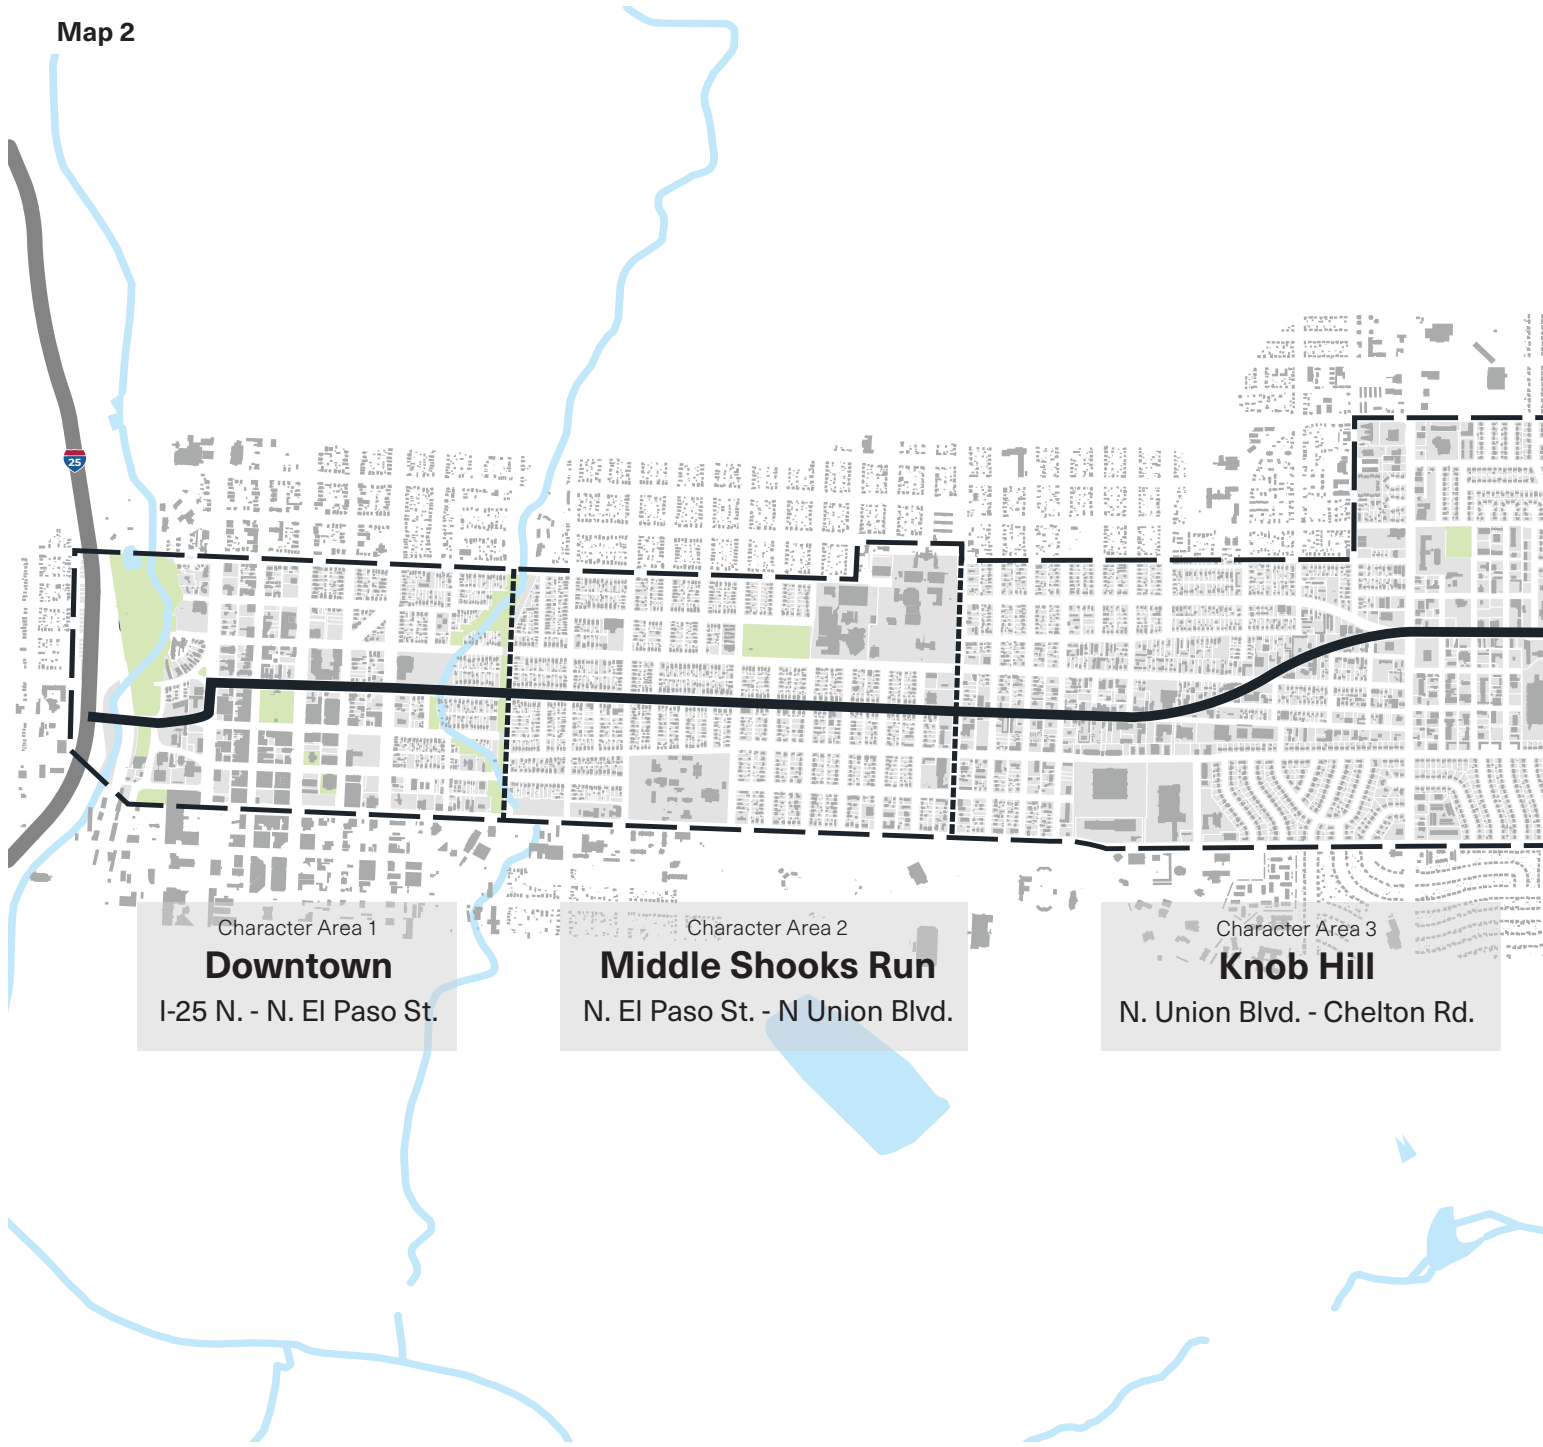 Map 2
25
Character Area 1
Downtown
I-25 N. - N. El Paso St.
Character Area 2
Middle Shooks Run
N. El Paso St. - N Union Blvd.
Character Area 3
Knob Hill
N. Union Blvd. - Chelton Rd.